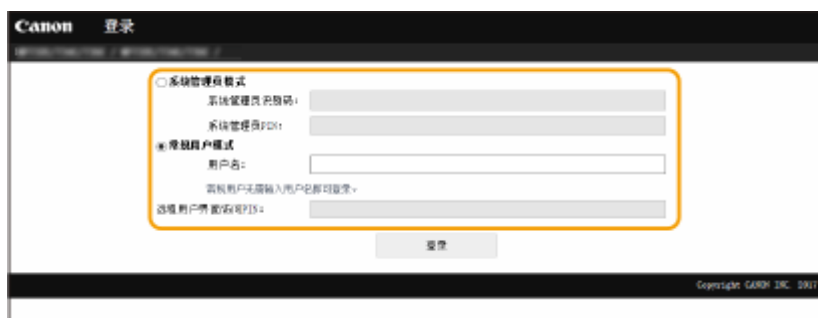 Canon 登录
系统管理员模式
系统管理员识别码:
系统管理员PIN:
常规用户模式
用户名:
常规用户无需输入用户名即可登录。
远程用户界面访问PIN:
登录
Copyright CANON INC. 2017